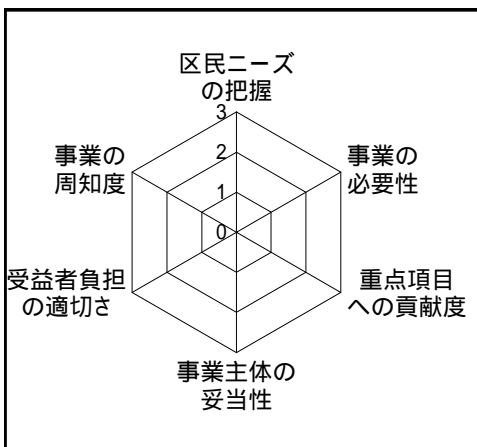 区民ニーズ
の把握
3
2
1
0
事業の
必要性
重点項目
への貢献度
事業主体の
妥当性
受益者負担
の適切さ
事業の
周知度